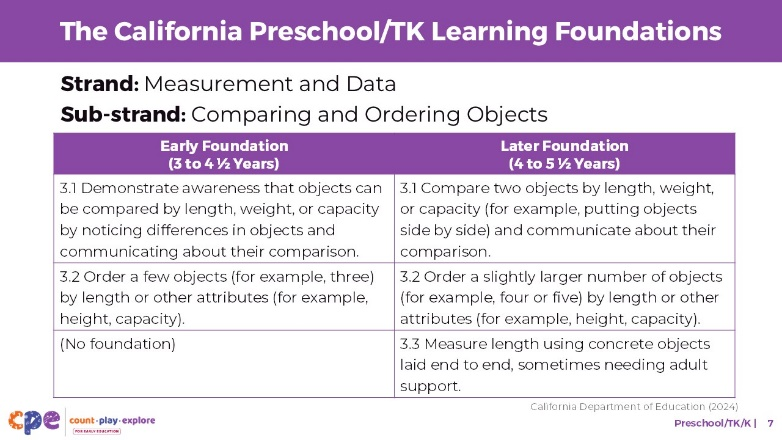 The California Preschool/TK Learning Foundations
Strand: Measurement and Data
Sub-strand: Comparing and Ordering Objects
Early Foundation
(3 to 4 ½ Years)
Later Foundation
(4 to 5 ½ Years)
3.1 Demonstrate awareness that objects can
be compared by length, weight, or capacity
by noticing differences in objects and
communicating about their comparison.
3.1 Compare two objects by length, weight,
or capacity (for example, putting objects
side by side) and communicate about their
comparison.
3.2 Order a few objects (for example, three)
by length or other attributes (for example,
height, capacity).
3.2 Order a slightly larger number of objects
(for example, four or five) by length or other
attributes (for example, height, capacity).
(No foundation)
3.3 Measure length using concrete objects
laid end to end, sometimes needing adult
support.
California Department of Education (2024)
cpe
count·play·explore
FOR EARLY EDUCATION
Preschool/TK/K | 7